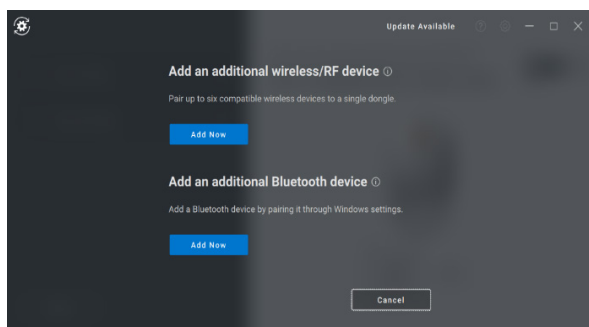 Update Available
Add an additional wireless/RF device
Pair up to six compatible wireless devices to a single dongle.
Add Now
Add an additional Bluetooth device
Add a Bluetooth device by pairing it through Windows settings.
Add Now
Cancel